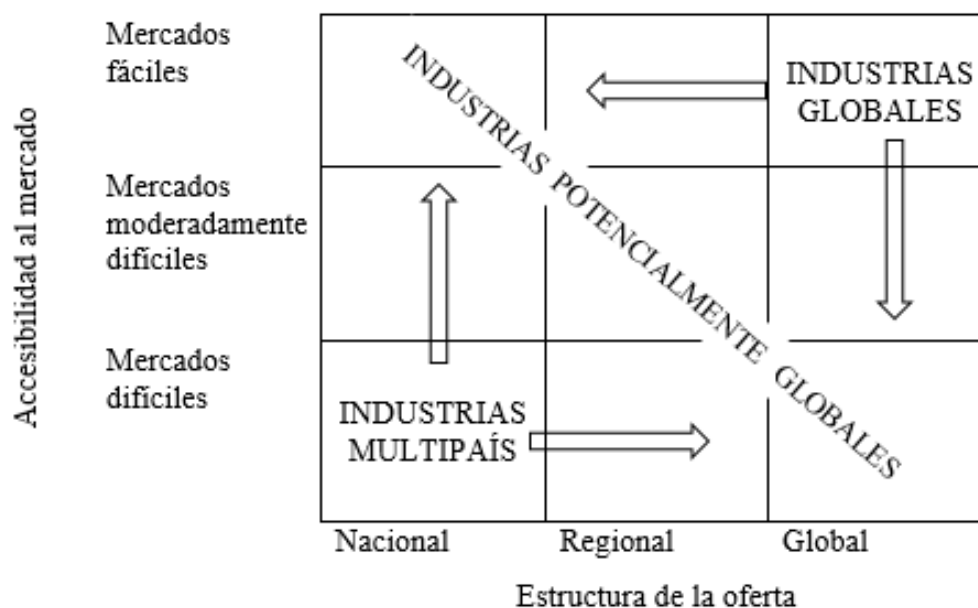 Accesibilidad al mercado
Mercados
fáciles
Mercados
moderadamente
difíciles
Mercados
difíciles
INDUSTRIAS
GLOBALES
INDUSTRIAS POTENCIALMENTE GLOBALES
INDUSTRIAS
MULTIPAÍS
Nacional
Regional
Global
Estructura de la oferta